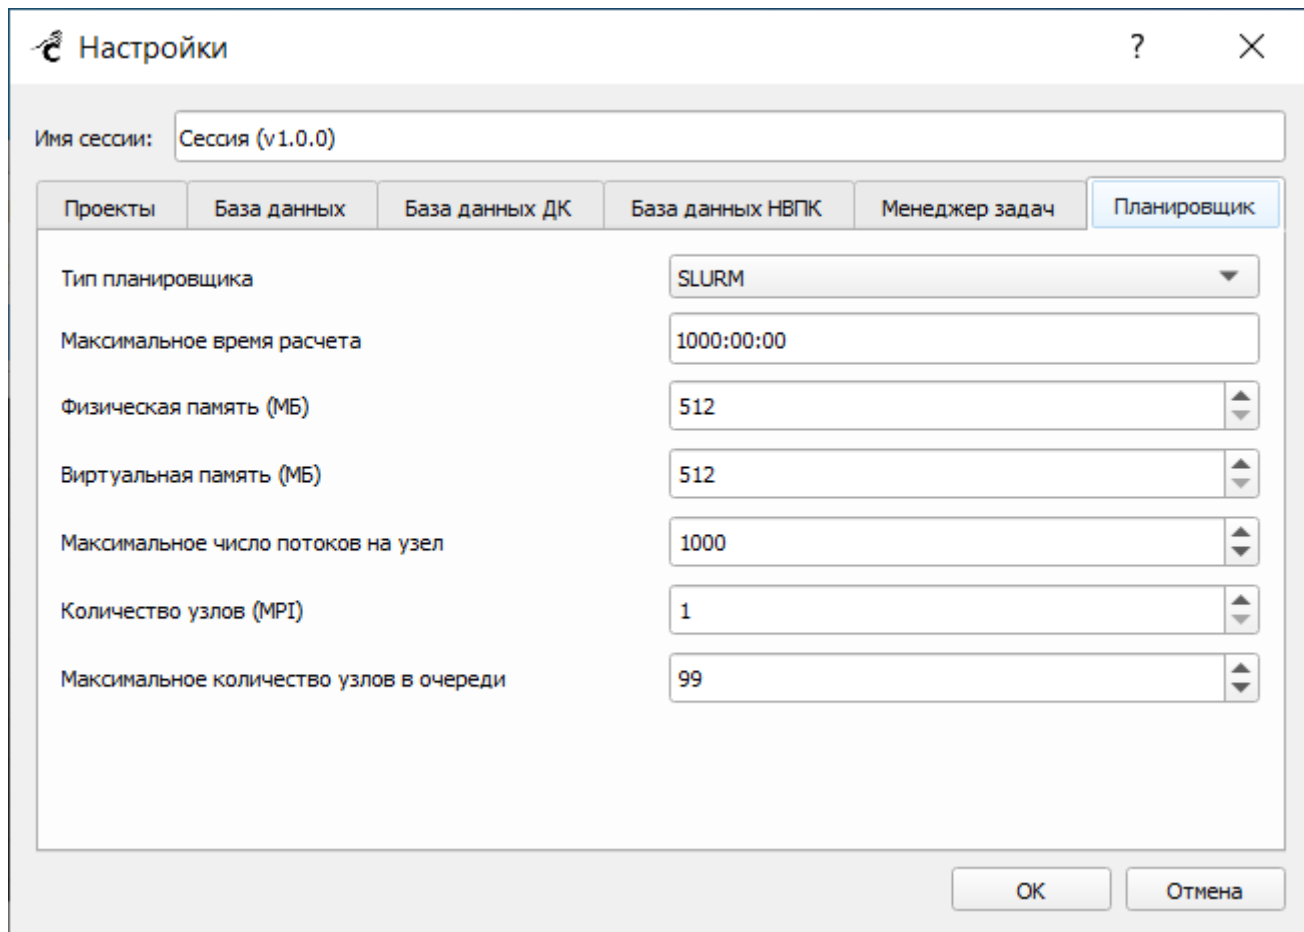 Настройки
?
Имя сессии: Сессия (v1.0.0)
Проекты База данных База данных ДК База данных НВПК Менеджер задач Планировщик
Тип планировщика SLURM
Максимальное время расчета 1000:00:00
Физическая память (МБ) 512
Виртуальная память (МБ) 512
Максимальное число потоков на узел 1000
Количество узлов (MPI) 1
Максимальное количество узлов в очереди 99
OK Отмена